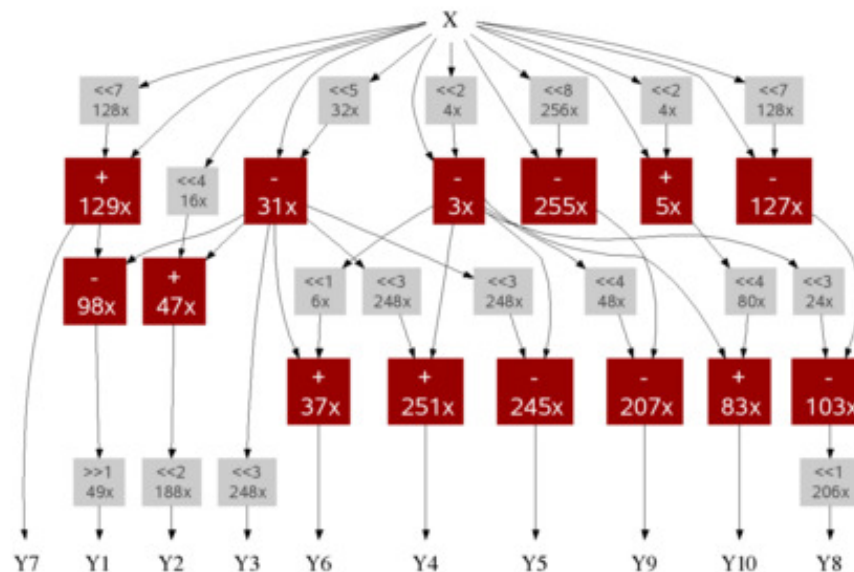 X
<<7 <<5 <<2 <<8 <<2 <<7
128x 32x 4x 256x 4x 128x
+ - - - + -
129x 31x 3x 255x 5x 127x
<<4
16x
- +
98x 47x
<<1 <<3 <<3 <<4 <<4 <<3
6x 248x 248x 48x 80x 24x
+ + - - + -
37x 251x 245x 207x 83x 103x
>>1 <<2 <<3 <<1
49x 188x 248x 206x
Y7 Y1 Y2 Y3 Y6 Y4 Y5 Y9 Y10 Y8